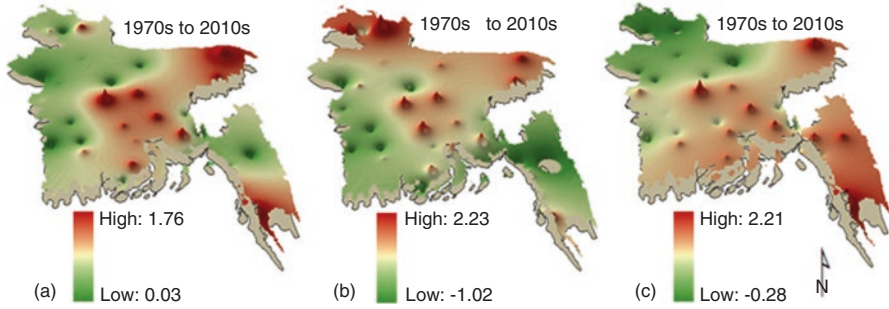 1970s to 2010s
High: 1.76
Low: 0.03
(a)
1970s to 2010s
High: 2.23
Low: -1.02
(b)
1970s to 2010s
High: 2.21
Low: -0.28
(c)
N